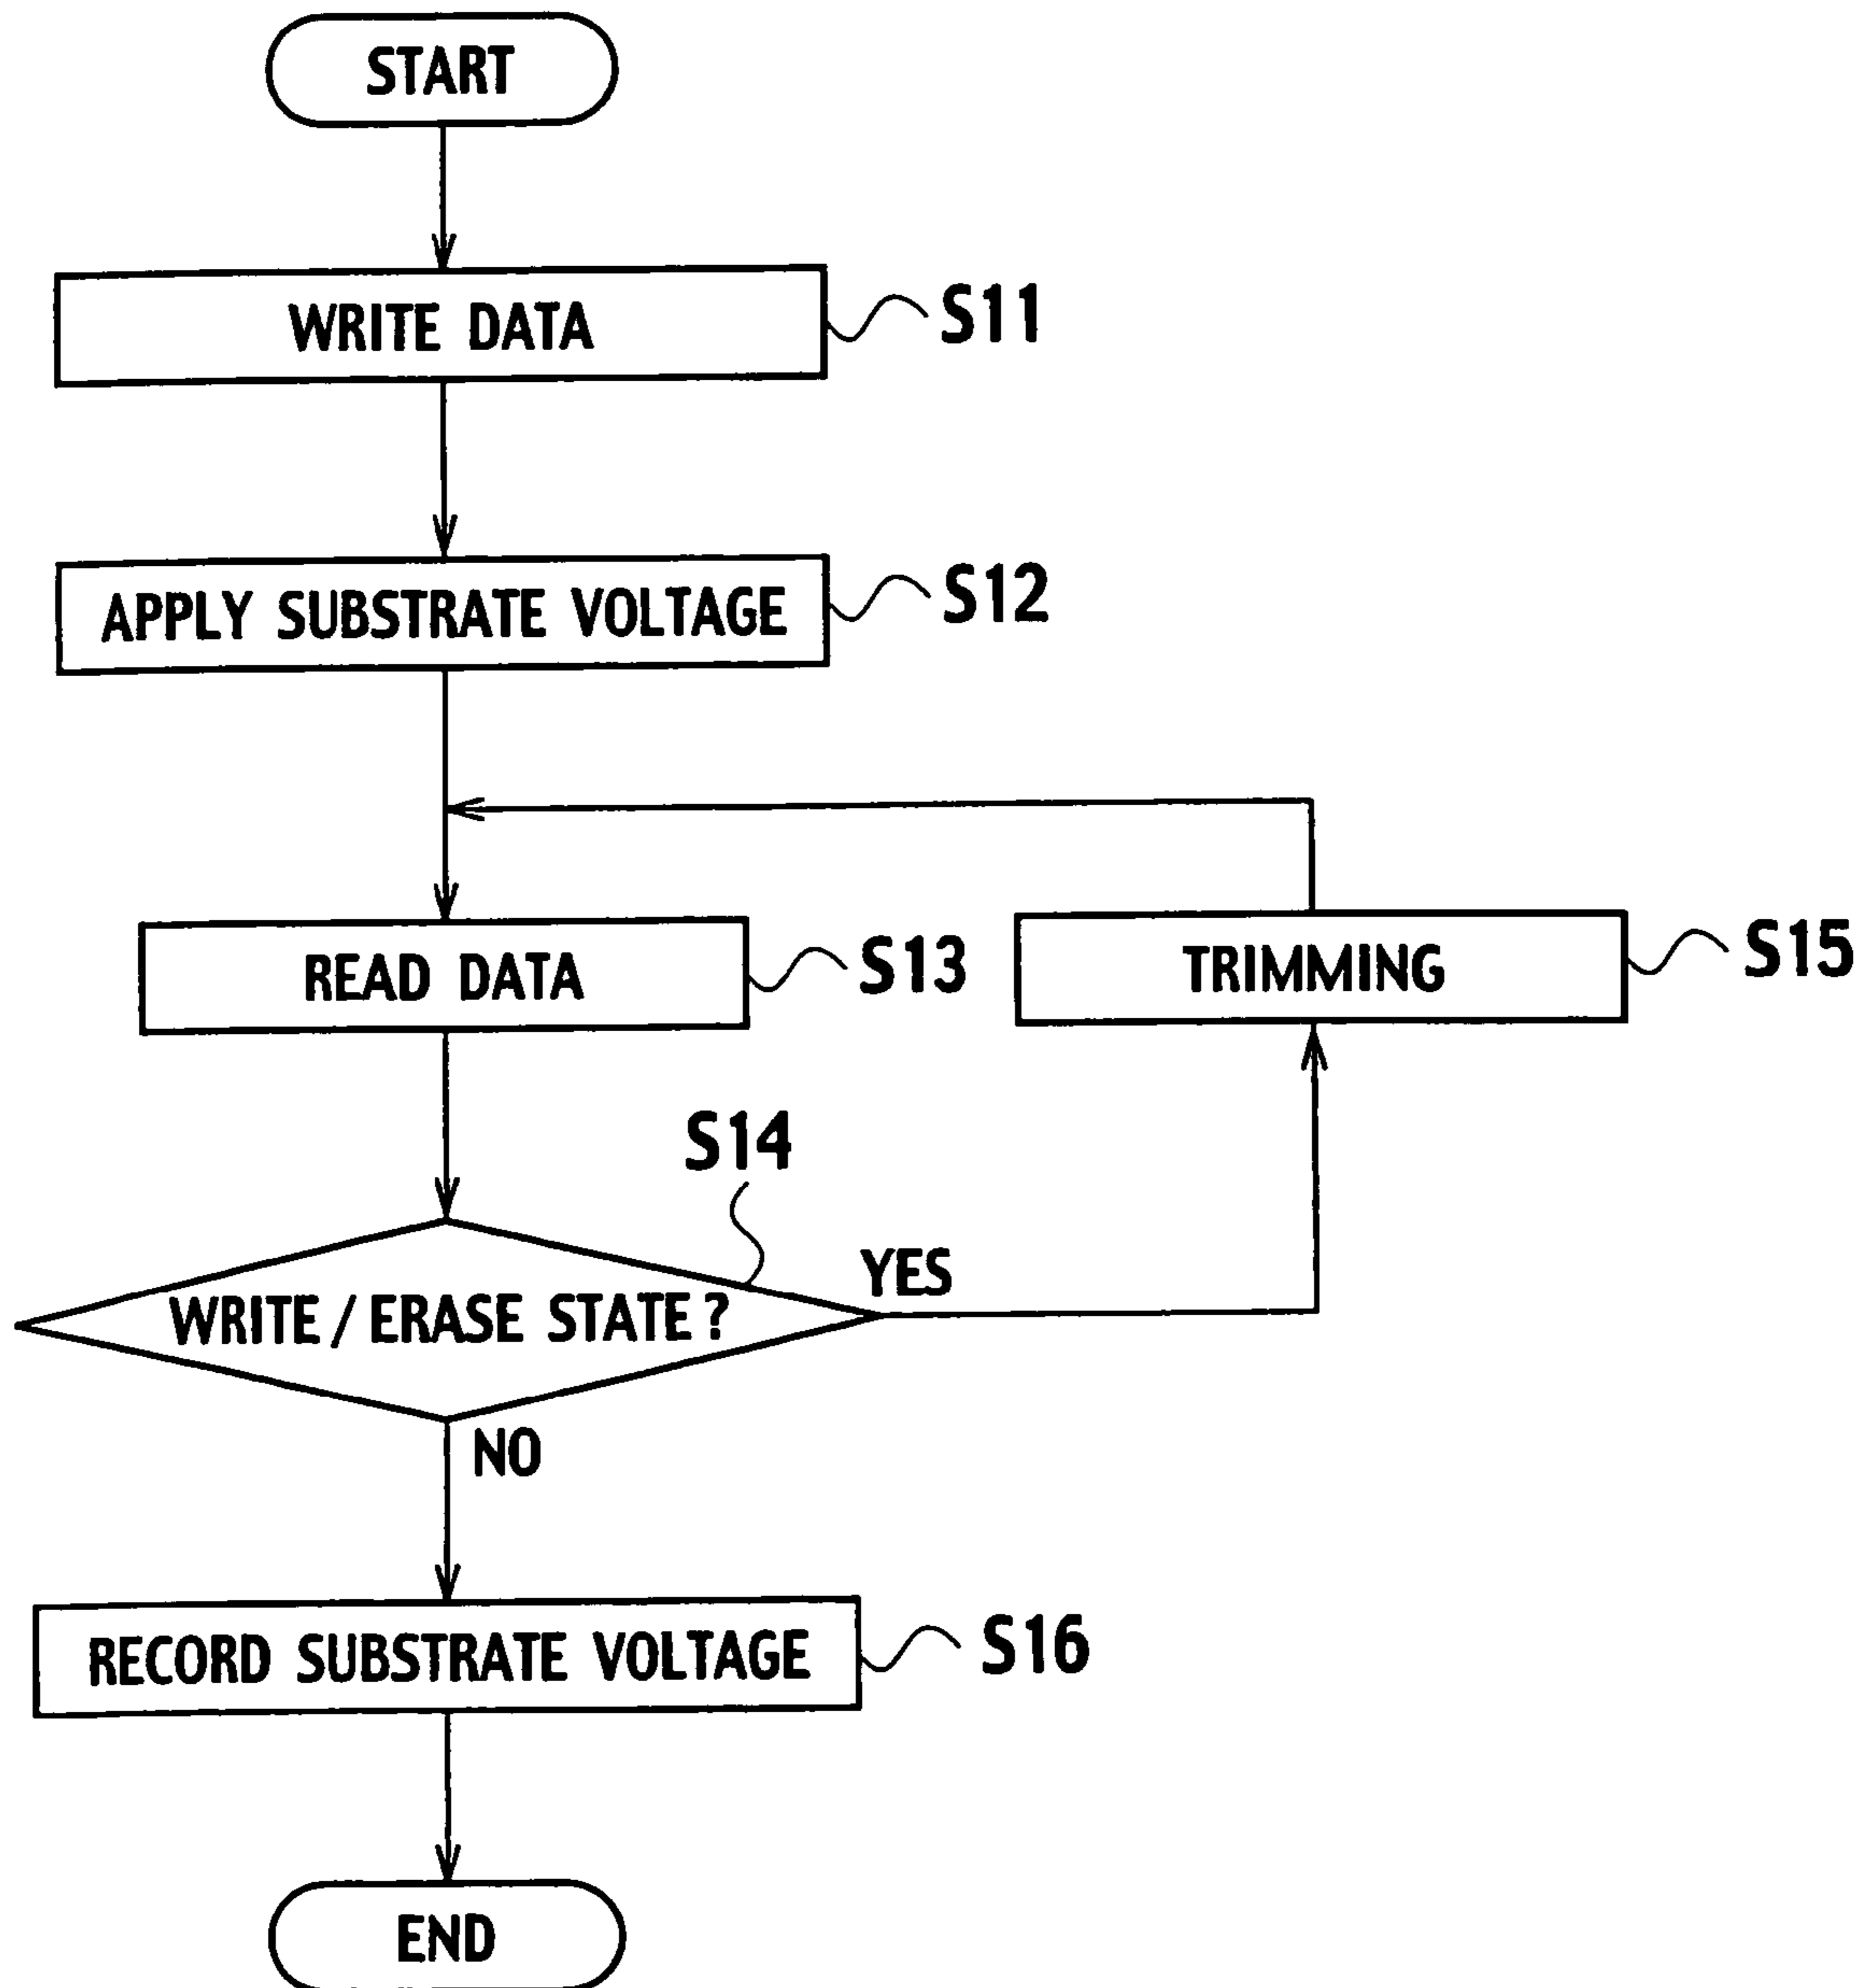 START
WRITE DATA
S11
APPLY SUBSTRATE VOLTAGE
S12
READ DATA
S13
TRIMMING
S15
S14
WRITE / ERASE STATE ?
YES
NO
RECORD SUBSTRATE VOLTAGE
S16
END